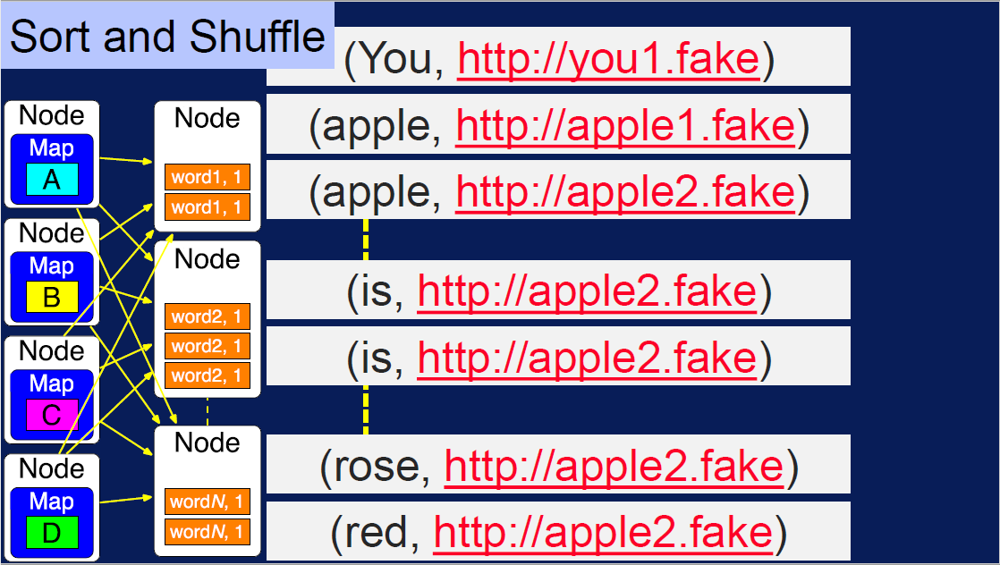 Sort and Shuffle
Node
Map
A
Node
Map
B
Node
Map
C
Node
Map
D
Node
word1, 1
word1, 1
Node
word2, 1
word2, 1
word2, 1
Node
wordN, 1
wordN, 1
(You, http://you1.fake)
(apple, http://apple1.fake)
(apple, http://apple2.fake)
(is, http://apple2.fake)
(is, http://apple2.fake)
(rose, http://apple2.fake)
(red, http://apple2.fake)